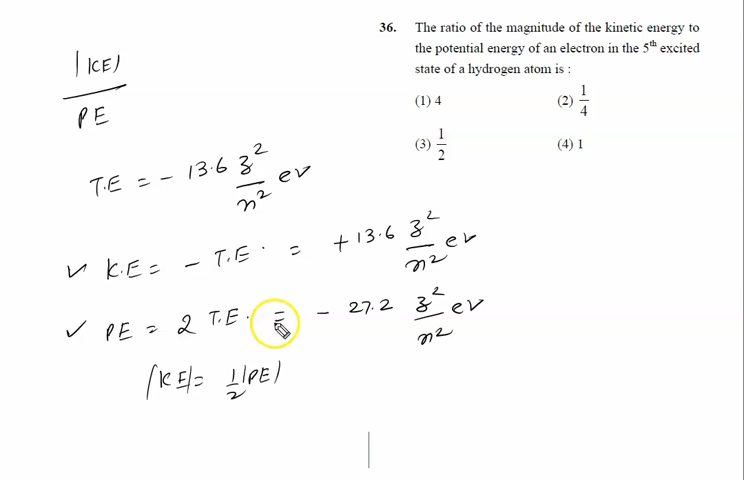 36. The ratio of the magnitude of the kinetic energy to
the potential energy of an electron in the 5th excited
state of a hydrogen atom is :
(1) 4 (2) 1/4
(3) 1/2 (4) 1
|KE|
PE
T.E = - 13.6 z²/n² ev
✓ K.E = - T.E. = +13.6 z²/n² ev
✓ PE = 2 T.E. = - 27.2 z²/n² ev
|KE| = 1/2 |PE|